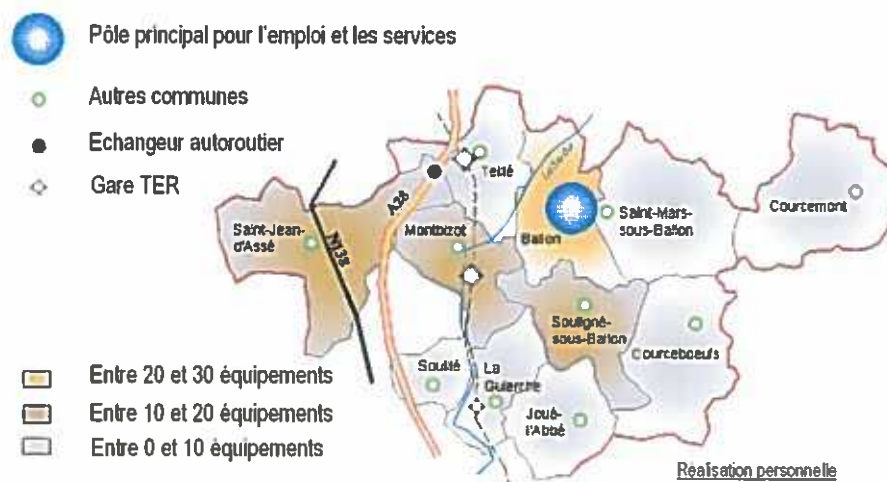 Pôle principal pour l'emploi et les services
Autres communes
Echangeur autoroutier
Gare TER
Teillé
A28
Saint-Jean-
d'Assé
N138
Montbizot
Ballon
Saint-Mars-
sous-Ballon
Courcemont
Souligné-
sous-Ballon
Courceboeufs
Souillé
La
Guierche
Joué-
l'Abbé
Entre 20 et 30 équipements
Entre 10 et 20 équipements
Entre 0 et 10 équipements
Réalisation personnelle